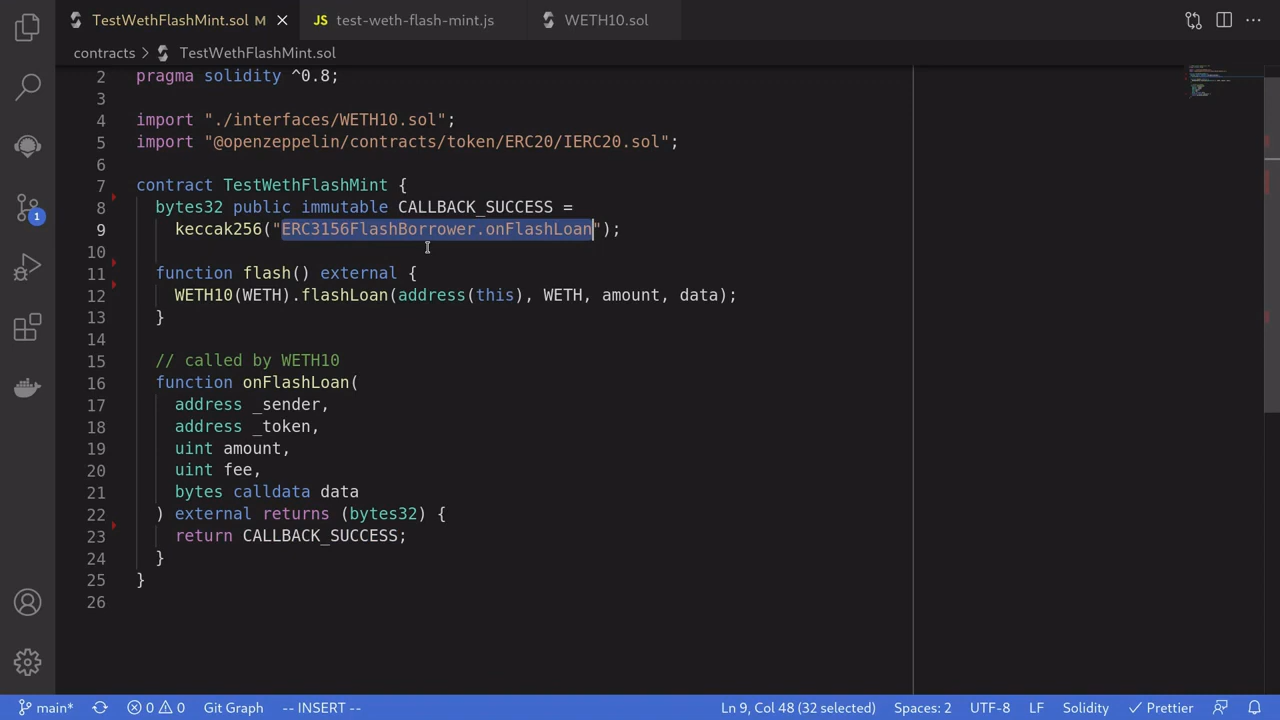 TestWethFlashMint.sol M
test-weth-flash-mint.js
WETH10.sol
contracts > TestWethFlashMint.sol
2 pragma solidity ^0.8;
3
4 import "./interfaces/WETH10.sol";
5 import "@openzeppelin/contracts/token/ERC20/IERC20.sol";
6
7 contract TestWethFlashMint {
8 bytes32 public immutable CALLBACK_SUCCESS =
9 keccak256("ERC3156FlashBorrower.onFlashLoan");
10
11 function flash() external {
12 WETH10(WETH).flashLoan(address(this), WETH, amount, data);
13 }
14
15 // called by WETH10
16 function onFlashLoan(
17 address _sender,
18 address _token,
19 uint amount,
20 uint fee,
21 bytes calldata data
22 ) external returns (bytes32) {
23 return CALLBACK_SUCCESS;
24 }
25 }
26
1
JS
main* 0 0 Git Graph -- INSERT -- Ln 9, Col 48 (32 selected) Spaces: 2 UTF-8 LF Solidity Prettier